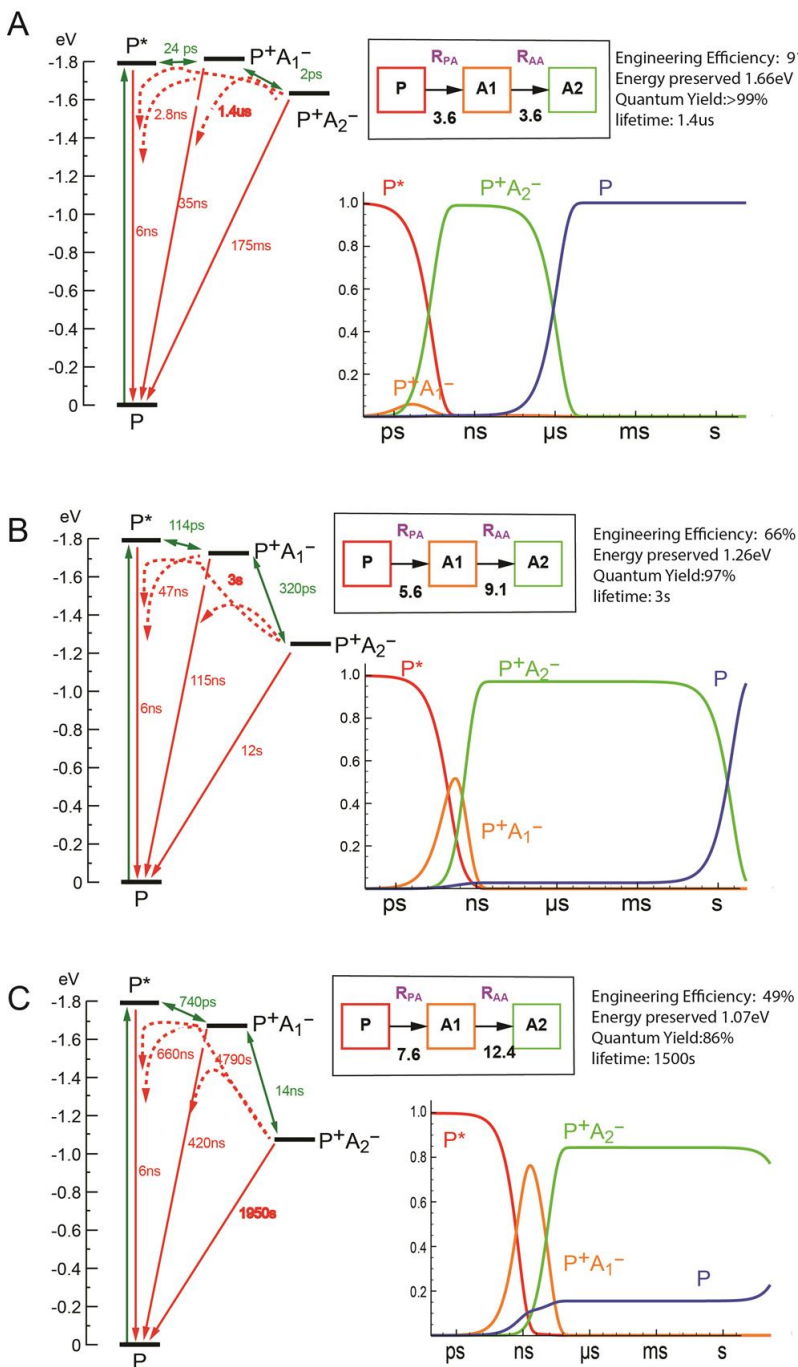 A
eV
-1.8
-1.6
-1.4
-1.2
-1.0
-0.8
-0.6
-0.4
-0.2
0
P*
24 ps
P+A1−
2ps
P+A2−
2.8ns
1.4us
35ns
6ns
175ms
P
RPA RAA
P A1 A2
3.6 3.6
Engineering Efficiency:
Energy preserved 1.66eV
Quantum Yield:>99%
lifetime: 1.4us
P* P+A2− P
1.0
0.8
0.6
0.4
0.2
P+A1−
ps ns µs ms s
B
eV
-1.8
-1.6
-1.4
-1.2
-1.0
-0.8
-0.6
-0.4
-0.2
0
P*
114ps
P+A1−
3s
320ps
47ns
P+A2−
115ns
6ns
12s
P
RPA RAA
P A1 A2
5.6 9.1
Engineering Efficiency: 66%
Energy preserved 1.26eV
Quantum Yield:97%
lifetime: 3s
P* P+A2− P
1.0
0.8
0.6
0.4
0.2
P+A1−
ps ns µs ms s
C
eV
-1.8
-1.6
-1.4
-1.2
-1.0
-0.8
-0.6
-0.4
-0.2
0
P*
740ps
P+A1−
660ns
4790s
14ns
P+A2−
420ns
6ns
1950s
P
RPA RAA
P A1 A2
7.6 12.4
Engineering Efficiency: 49%
Energy preserved 1.07eV
Quantum Yield:86%
lifetime: 1500s
1.0
0.8
0.6
0.4
0.2
P* P+A2−
P+A1−
P
ps ns µs ms s